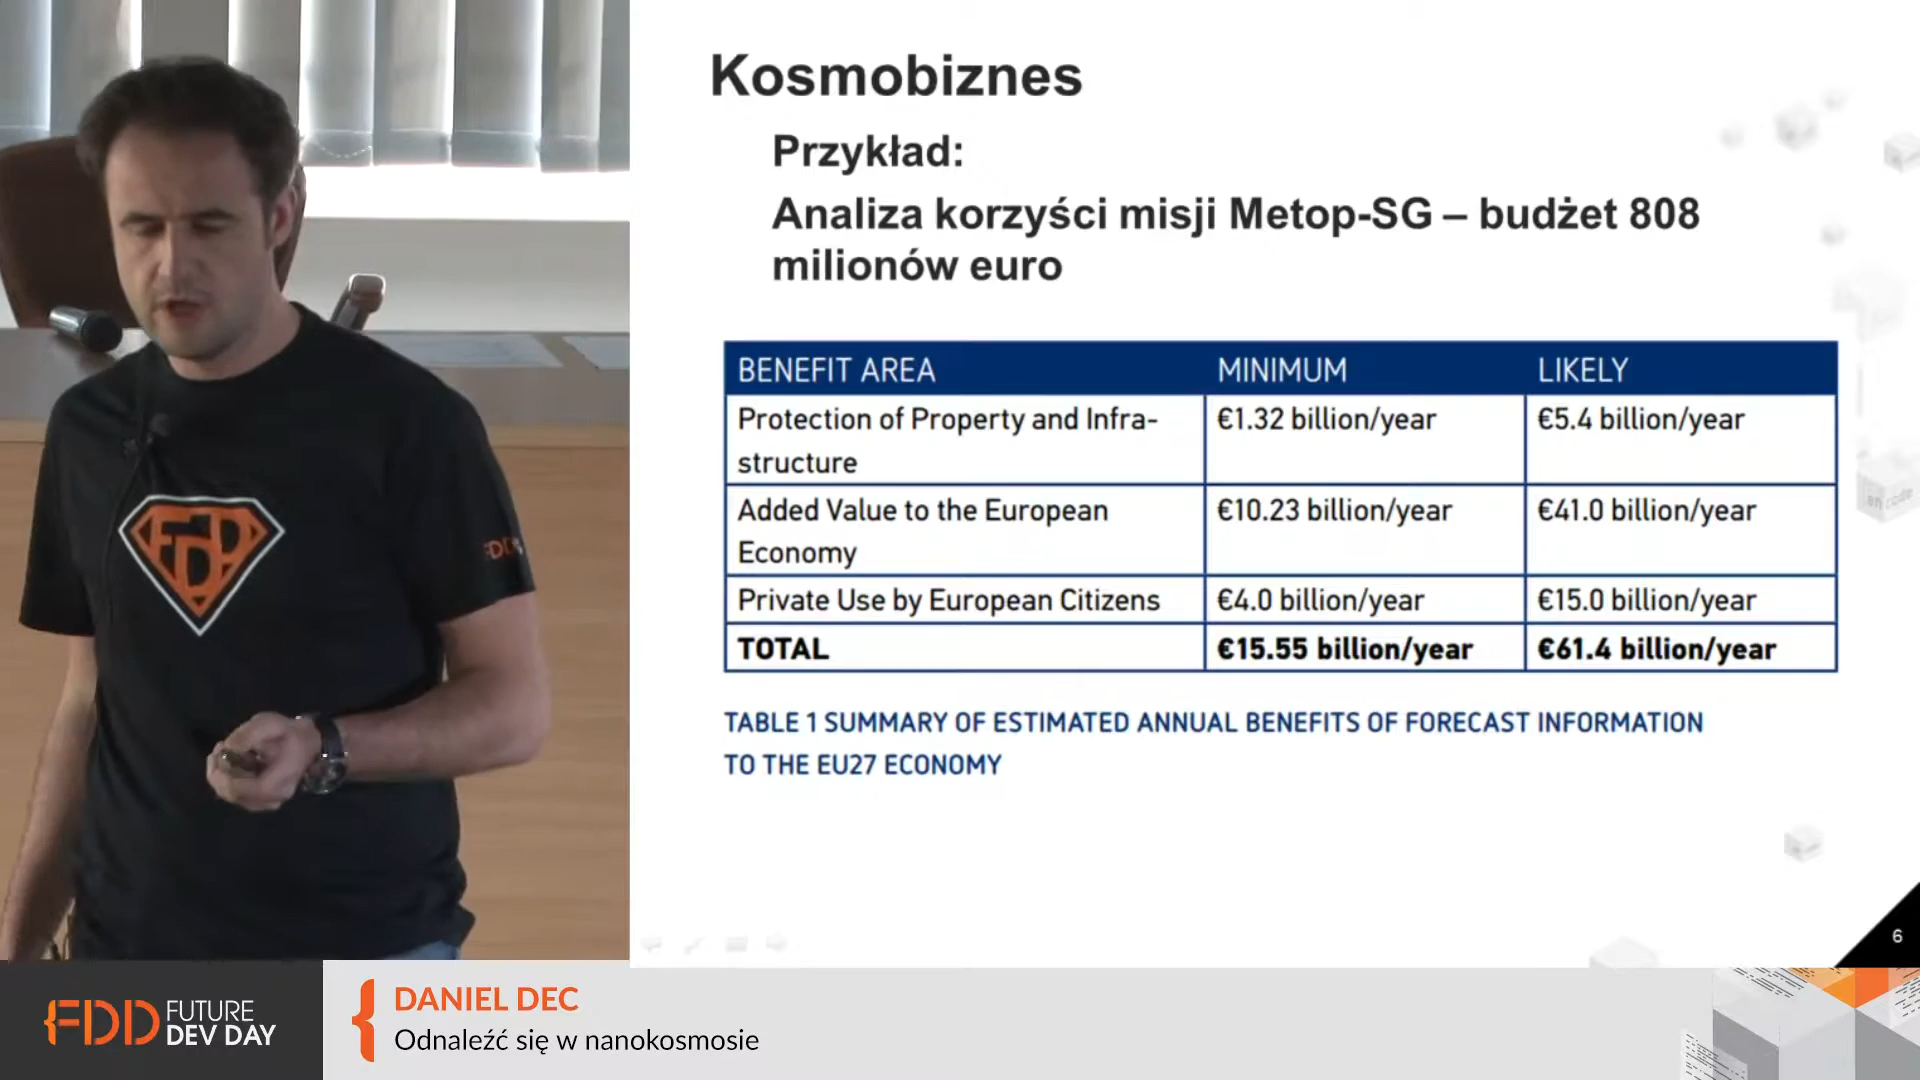 Kosmobiznes
Przykład:
Analiza korzyści misji Metop-SG – budżet 808
milionów euro
BENEFIT AREA MINIMUM LIKELY
Protection of Property and Infra-
structure €1.32 billion/year €5.4 billion/year
Added Value to the European
Economy €10.23 billion/year €41.0 billion/year
Private Use by European Citizens €4.0 billion/year €15.0 billion/year
TOTAL €15.55 billion/year €61.4 billion/year
TABLE 1 SUMMARY OF ESTIMATED ANNUAL BENEFITS OF FORECAST INFORMATION
TO THE EU27 ECONOMY
6
FDD
FDD FUTURE
DEV DAY
DANIEL DEC
Odnaleźć się w nanokosmosie